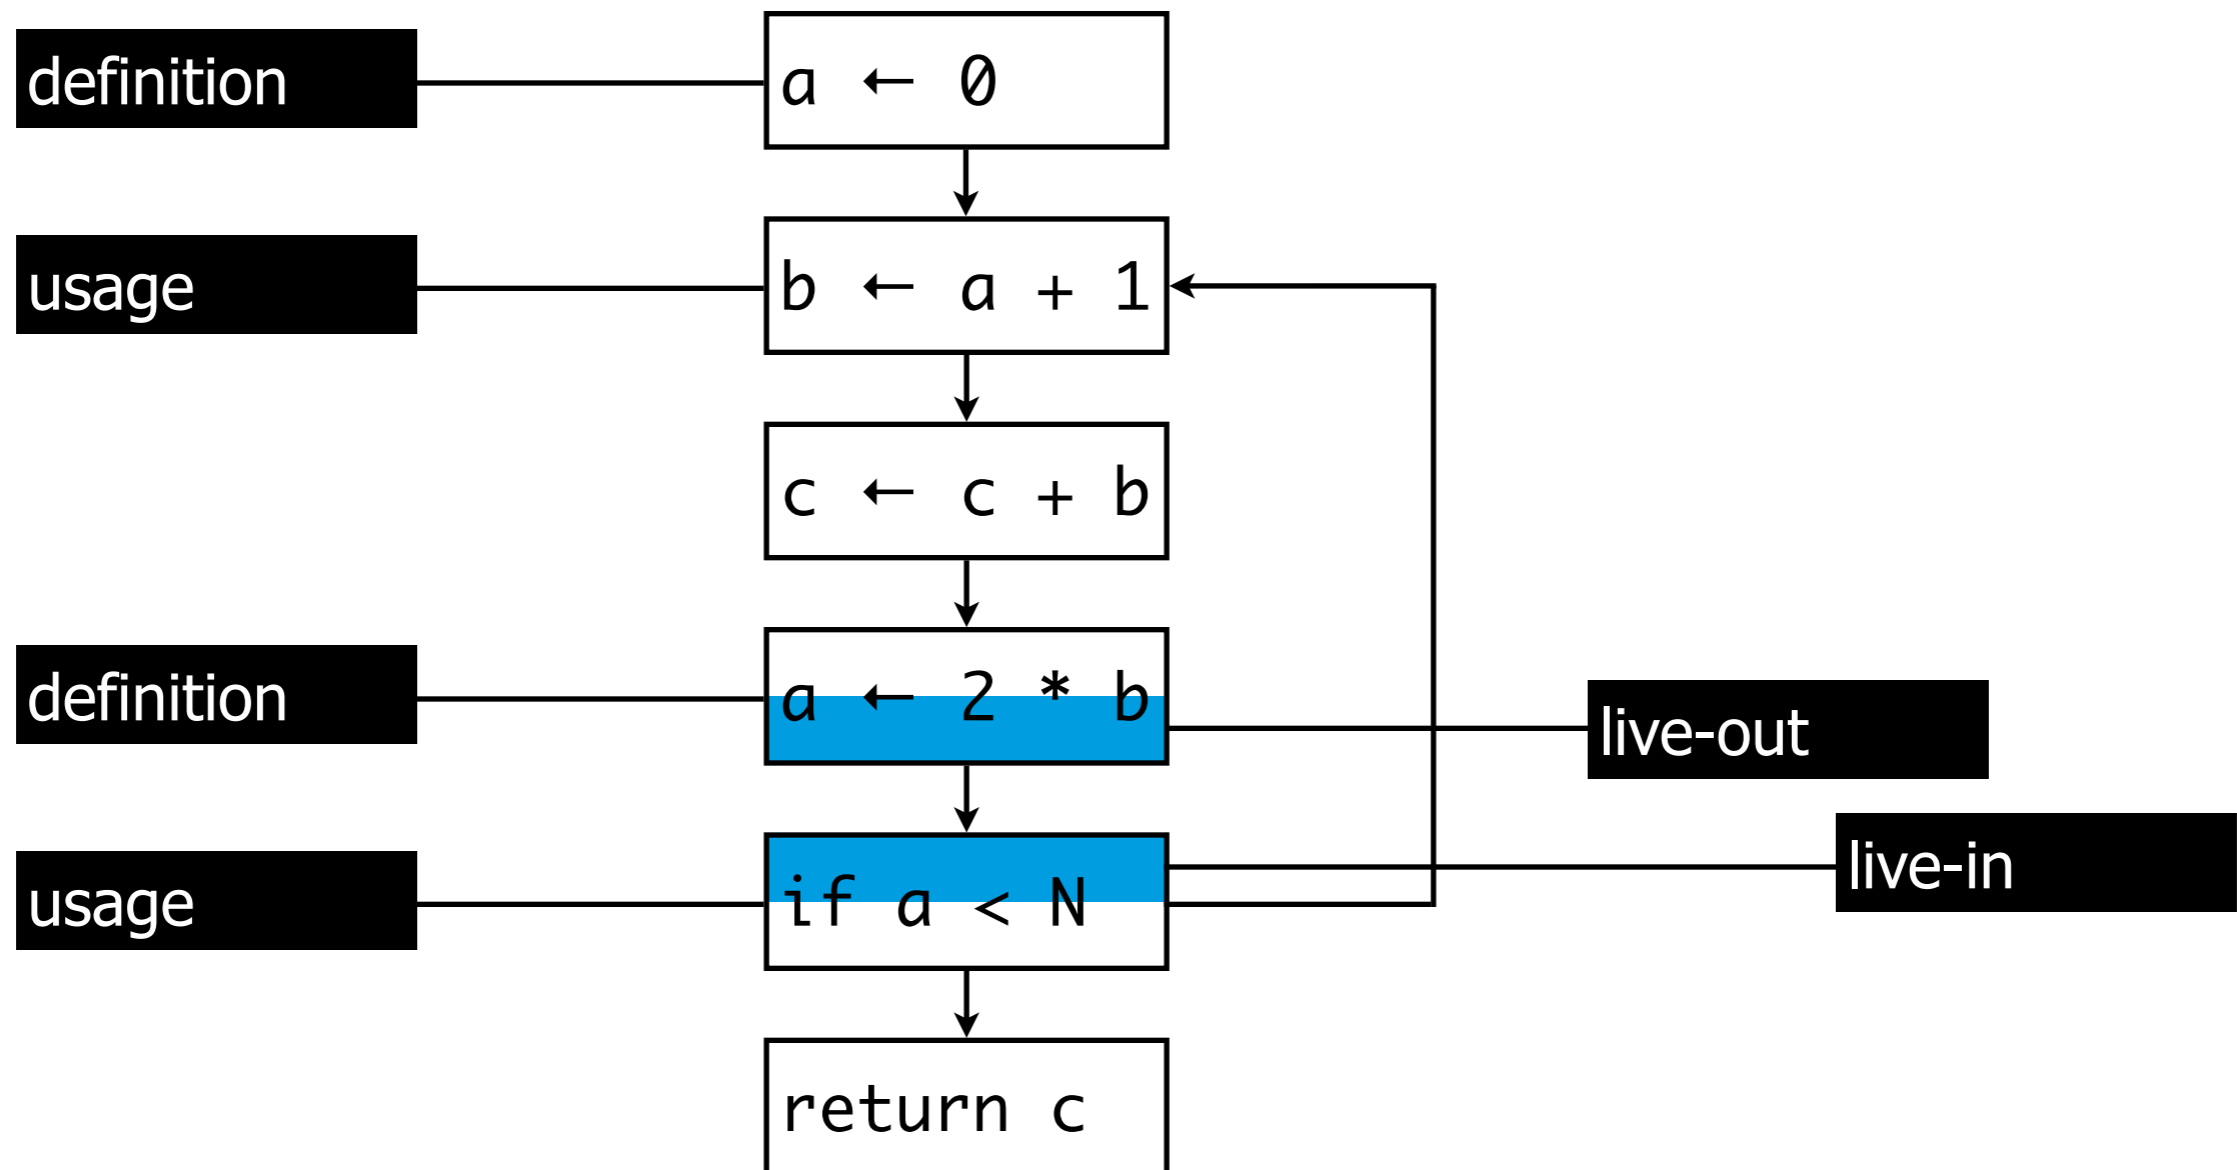 definition
a ← 0
usage
b ← a + 1
c ← c + b
definition
a ← 2 * b
live-out
live-in
usage
if a < N
return c